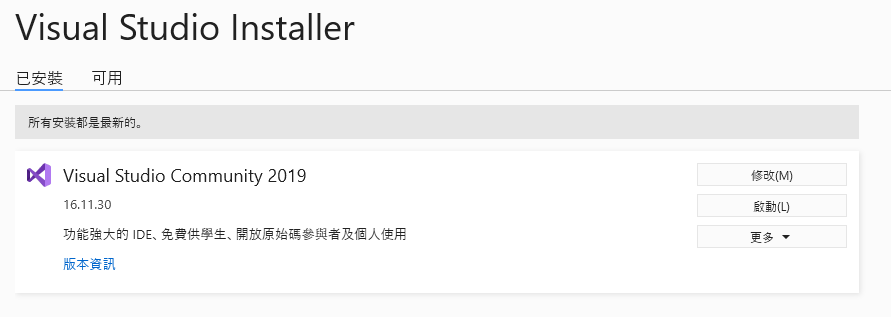 Visual Studio Installer
已安裝 可用
所有安裝都是最新的。
Visual Studio Community 2019
修改(M)
16.11.30
啟動(L)
功能強大的 IDE、免費供學生、開放原始碼參與者及個人使用
更多
版本資訊